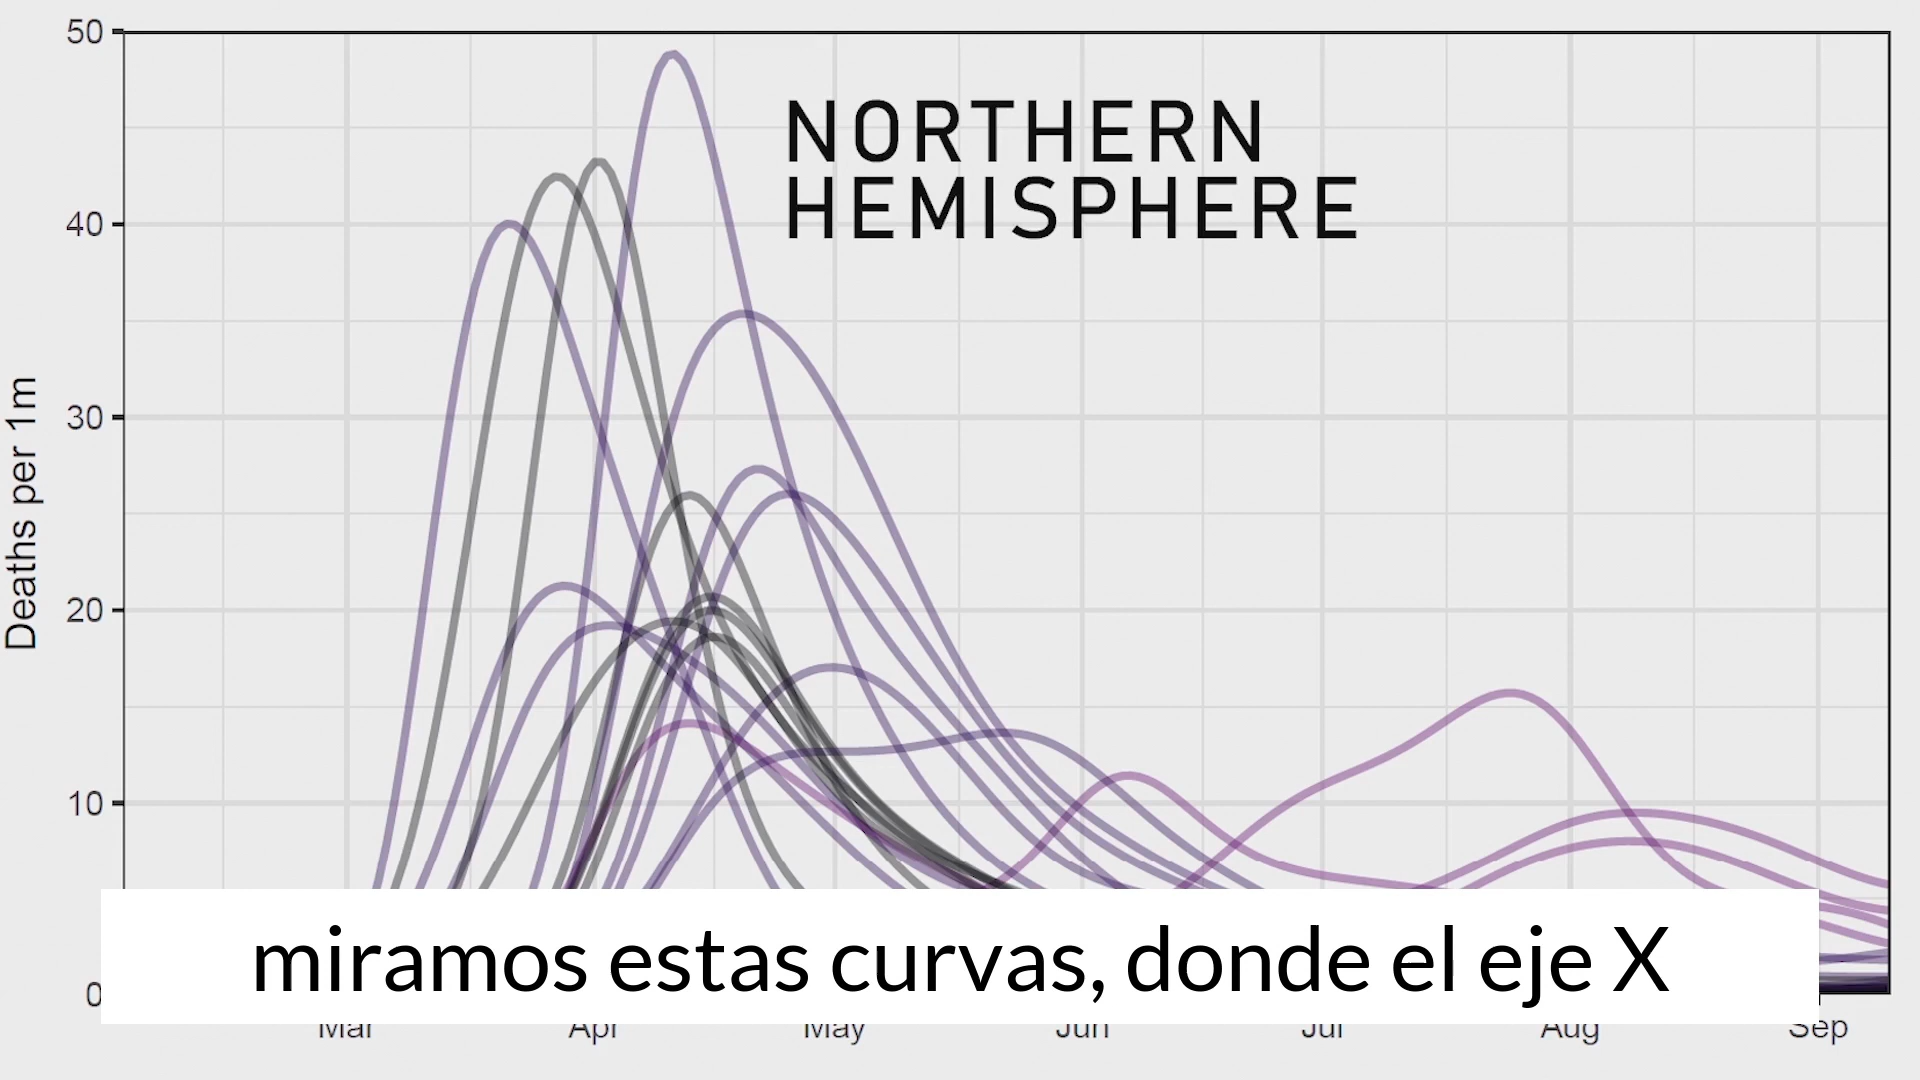 50
NORTHERN
HEMISPHERE
40
30
Deaths per 1m
20
10
miramos estas curvas, donde el eje X
0
Mar Apr May Jun Jul Aug Sep